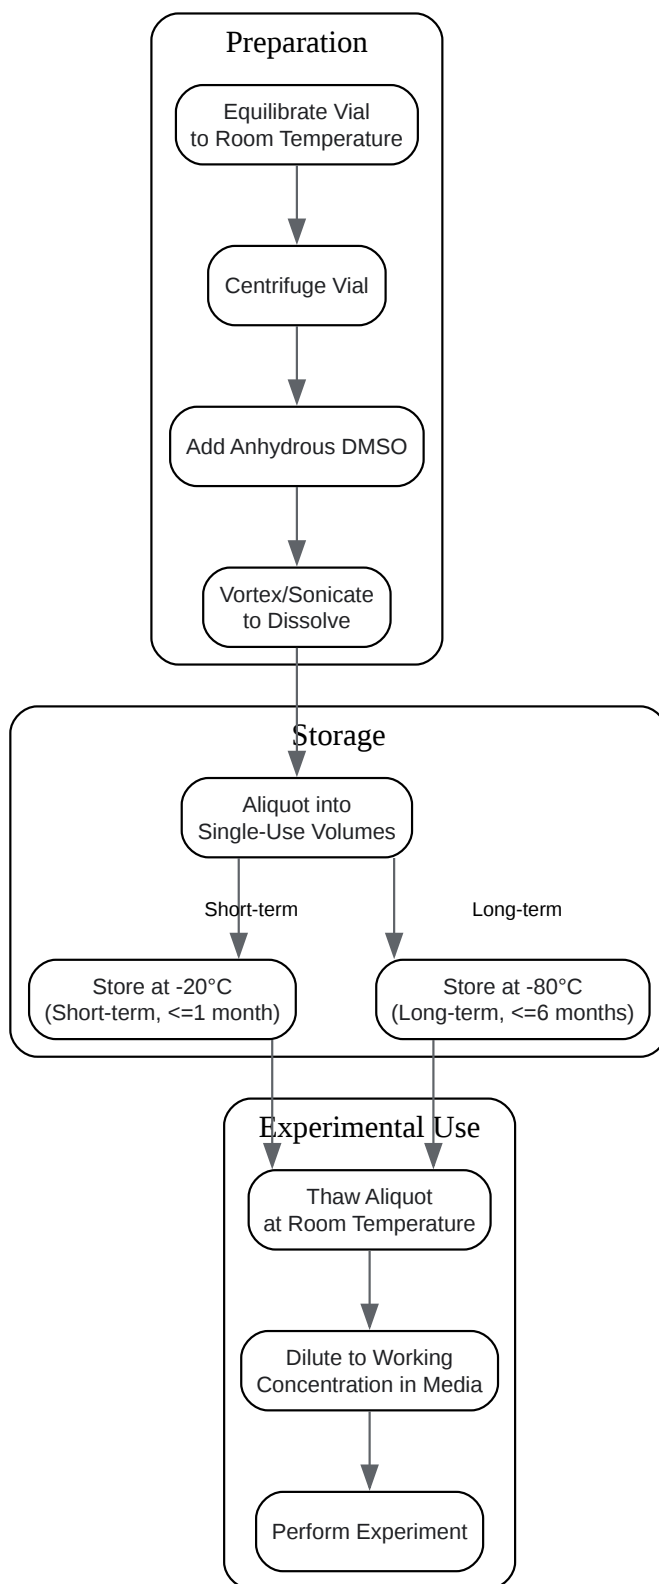 Preparation
Equilibrate Vial
to Room Temperature
Centrifuge Vial
Add Anhydrous DMSO
Vortex/Sonicate
to Dissolve
Storage
Aliquot into
Single-Use Volumes
Short-term
Long-term
Store at -20°C
(Short-term, <=1 month)
Store at -80°C
(Long-term, <=6 months)
Experimental Use
Thaw Aliquot
at Room Temperature
Dilute to Working
Concentration in Media
Perform Experiment